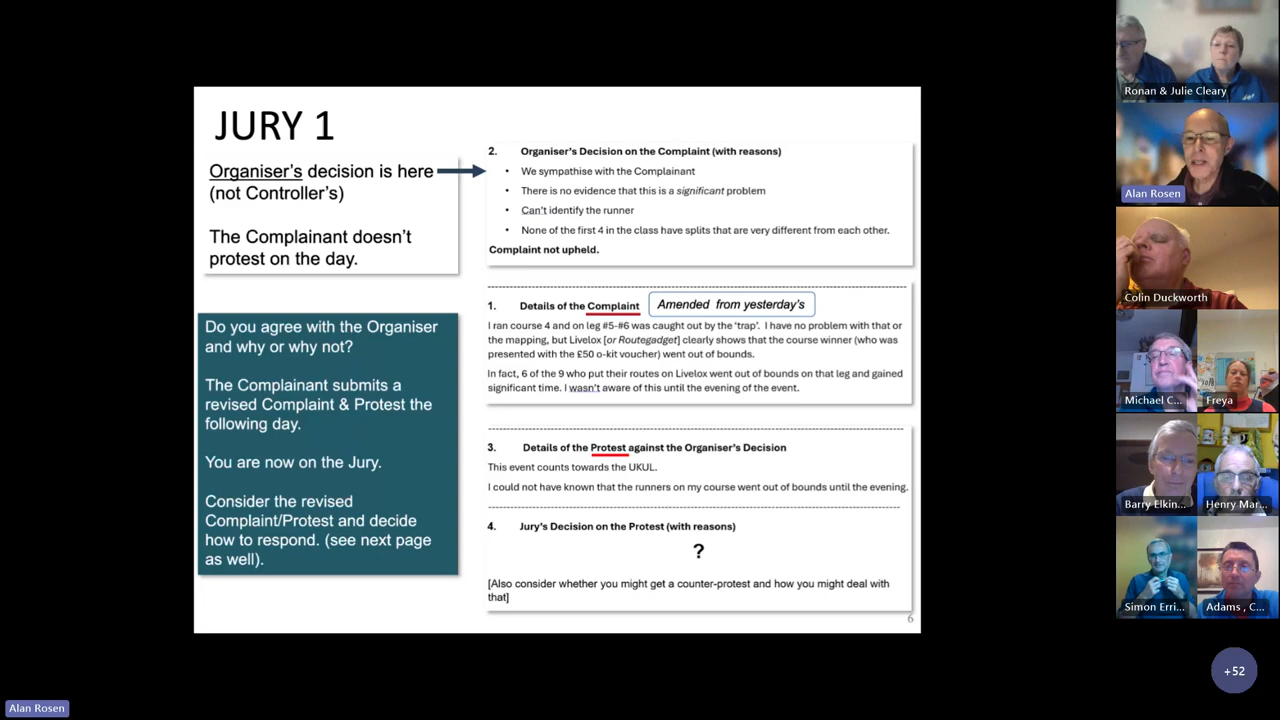 JURY 1
Organiser's decision is here
(not Controller's)
The Complainant doesn't
protest on the day.
Do you agree with the Organiser
and why or why not?
The Complainant submits a
revised Complaint & Protest the
following day.
You are now on the Jury.
Consider the revised
Complaint/Protest and decide
how to respond. (see next page
as well).
2. Organiser's Decision on the Complaint (with reasons)
• We sympathise with the Complainant
• There is no evidence that this is a significant problem
• Can't identify the runner
• None of the first 4 in the class have splits that are very different from each other.
Complaint not upheld.
1. Details of the Complaint
Amended from yesterday's
I ran course 4 and on leg #5-#6 was caught out by the 'trap'. I have no problem with that or
the mapping, but Livelox [or Routegadget] clearly shows that the course winner (who was
presented with the £50 o-kit voucher) went out of bounds.
In fact, 6 of the 9 who put their routes on Livelox went out of bounds on that leg and gained
significant time. I wasn't aware of this until the evening of the event.
3. Details of the Protest against the Organiser's Decision
This event counts towards the UKUL.
I could not have known that the runners on my course went out of bounds until the evening.
4. Jury's Decision on the Protest (with reasons)
?
[Also consider whether you might get a counter-protest and how you might deal with
that]
6
Ronan & Julie Cleary
Alan Rosen
Colin Duckworth
Michael C...
Freya
Barry Elkin...
Henry Mar...
Simon Erri...
Adams , C...
+52
Alan Rosen